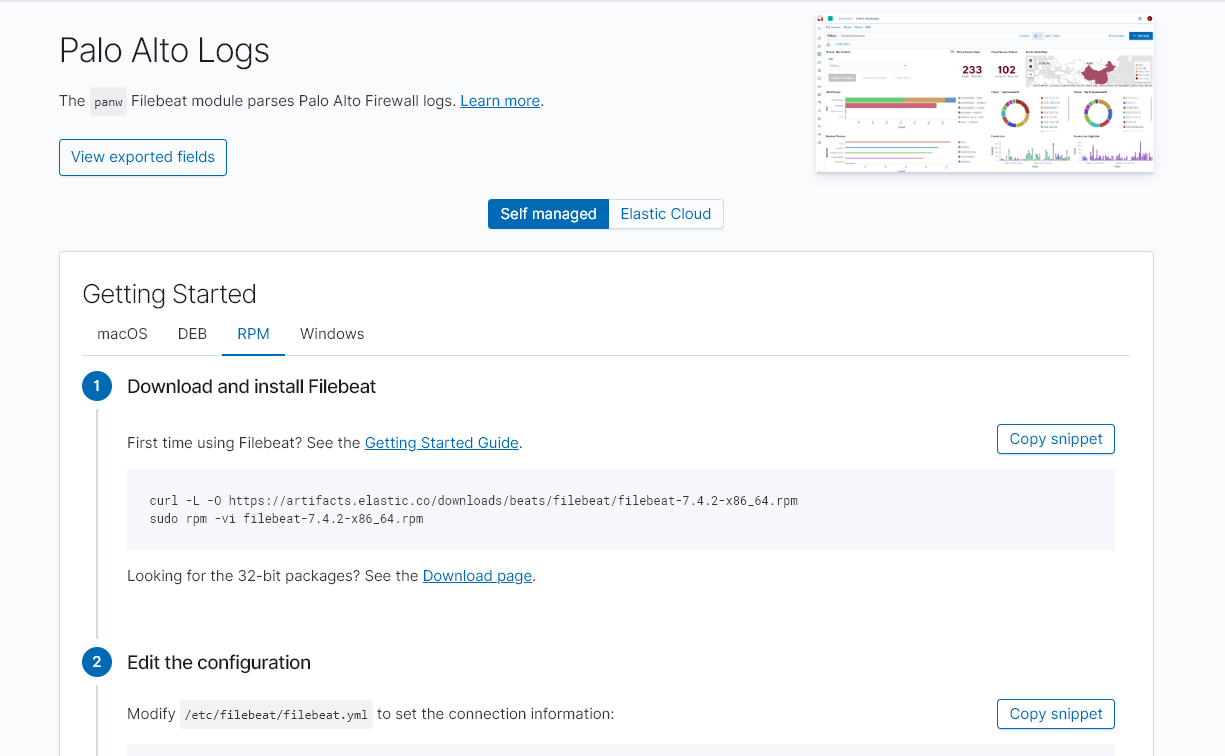 Palo Alto Logs
The panw Filebeat module parses Palo Alto Firewall logs. Learn more.
View exported fields
233
102
Self managed
Elastic Cloud
Getting Started
macOS
DEB
RPM
Windows
1
Download and install Filebeat
First time using Filebeat? See the Getting Started Guide.
Copy snippet
curl -L -O https://artifacts.elastic.co/downloads/beats/filebeat/filebeat-7.4.2-x86_64.rpm
sudo rpm -vi filebeat-7.4.2-x86_64.rpm
Looking for the 32-bit packages? See the Download page.
2
Edit the configuration
Modify /etc/filebeat/filebeat.yml to set the connection information:
Copy snippet